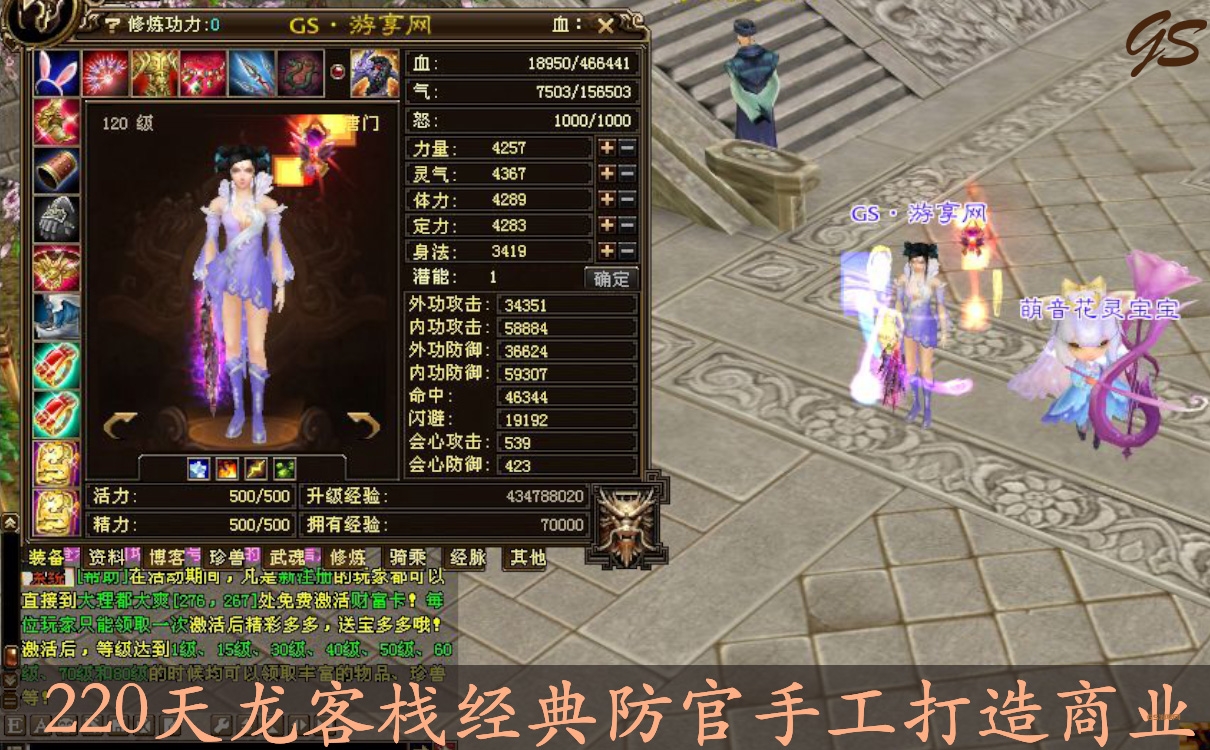 ? 修炼功力:0
GS·游享网
血:
GS
120 级
唐门
血: 18950/466441
气: 7503/156503
怒: 1000/1000
力量: 4257
灵气: 4367
体力: 4289
定力: 4283
身法: 3419
潜能: 1 确定
外功攻击: 34351
内功攻击: 58884
外功防御: 36624
内功防御: 59307
命中: 46344
闪避: 19192
会心攻击: 539
会心防御: 423
活力: 500/500 升级经验: 434788020
精力: 500/500 拥有经验: 70000
装备 资料 博客 珍兽 武魂 修炼 骑乘 经脉 其他
GS·游享网
萌音花灵宝宝
[帮助]在活动期间，凡是新注册的玩家都可以
直接到大理都大爽[276，267]处免费激活财富卡！每
位玩家只能领取一次激活后精彩多多，送宝多多哦！
激活后，等级达到1级、15级、30级、40级、50级、60
级、70级和80级的时候均可以领取丰富的物品、珍兽
等！
220天龙客栈经典防官手工打造商业